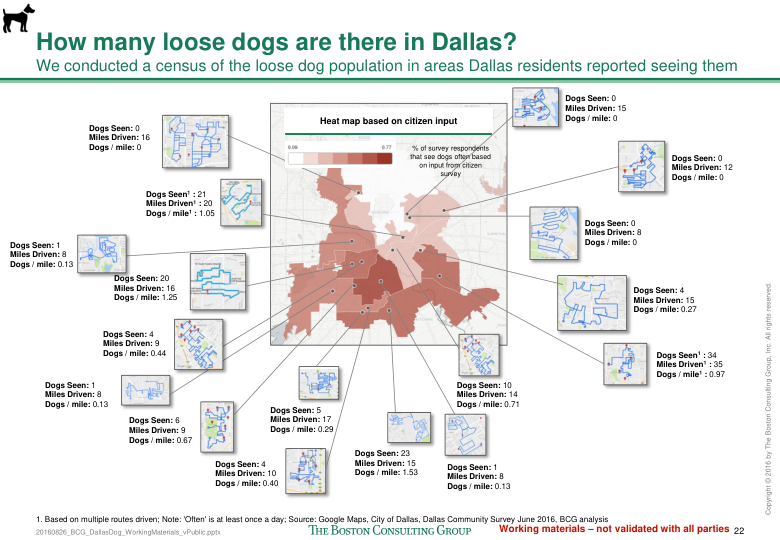 How many loose dogs are there in Dallas?
We conducted a census of the loose dog population in areas Dallas residents reported seeing them
Heat map based on citizen input
0.09
0.77
% of survey respondents
that see dogs often based
on input from citizen
survey
Dogs Seen: 0
Miles Driven: 16
Dogs / mile: 0
Dogs Seen¹ : 21
Miles Driven¹ : 20
Dogs / mile¹ : 1.05
Dogs Seen: 1
Miles Driven: 8
Dogs / mile: 0.13
Dogs Seen: 20
Miles Driven: 16
Dogs / mile: 1.25
Dogs Seen: 4
Miles Driven: 9
Dogs / mile: 0.44
Dogs Seen: 1
Miles Driven: 8
Dogs / mile: 0.13
Dogs Seen: 6
Miles Driven: 9
Dogs / mile: 0.67
Dogs Seen: 4
Miles Driven: 10
Dogs / mile: 0.40
Dogs Seen: 5
Miles Driven: 17
Dogs / mile: 0.29
Dogs Seen: 23
Miles Driven: 15
Dogs / mile: 1.53
Dogs Seen: 1
Miles Driven: 8
Dogs / mile: 0.13
Dogs Seen: 10
Miles Driven: 14
Dogs / mile: 0.71
Dogs Seen¹ : 34
Miles Driven¹ : 35
Dogs / mile¹ : 0.97
Dogs Seen: 4
Miles Driven: 15
Dogs / mile: 0.27
Dogs Seen: 0
Miles Driven: 8
Dogs / mile: 0
Dogs Seen: 0
Miles Driven: 12
Dogs / mile: 0
Dogs Seen: 0
Miles Driven: 15
Dogs / mile: 0
Copyright © 2016 by The Boston Consulting Group, Inc. All rights reserved.
1. Based on multiple routes driven; Note: 'Often' is at least once a day; Source: Google Maps, City of Dallas, Dallas Community Survey June 2016, BCG analysis
20160826_BCG_DallasDog_WorkingMaterials_vPublic.pptx
THE BOSTON CONSULTING GROUP
Working materials – not validated with all parties
22